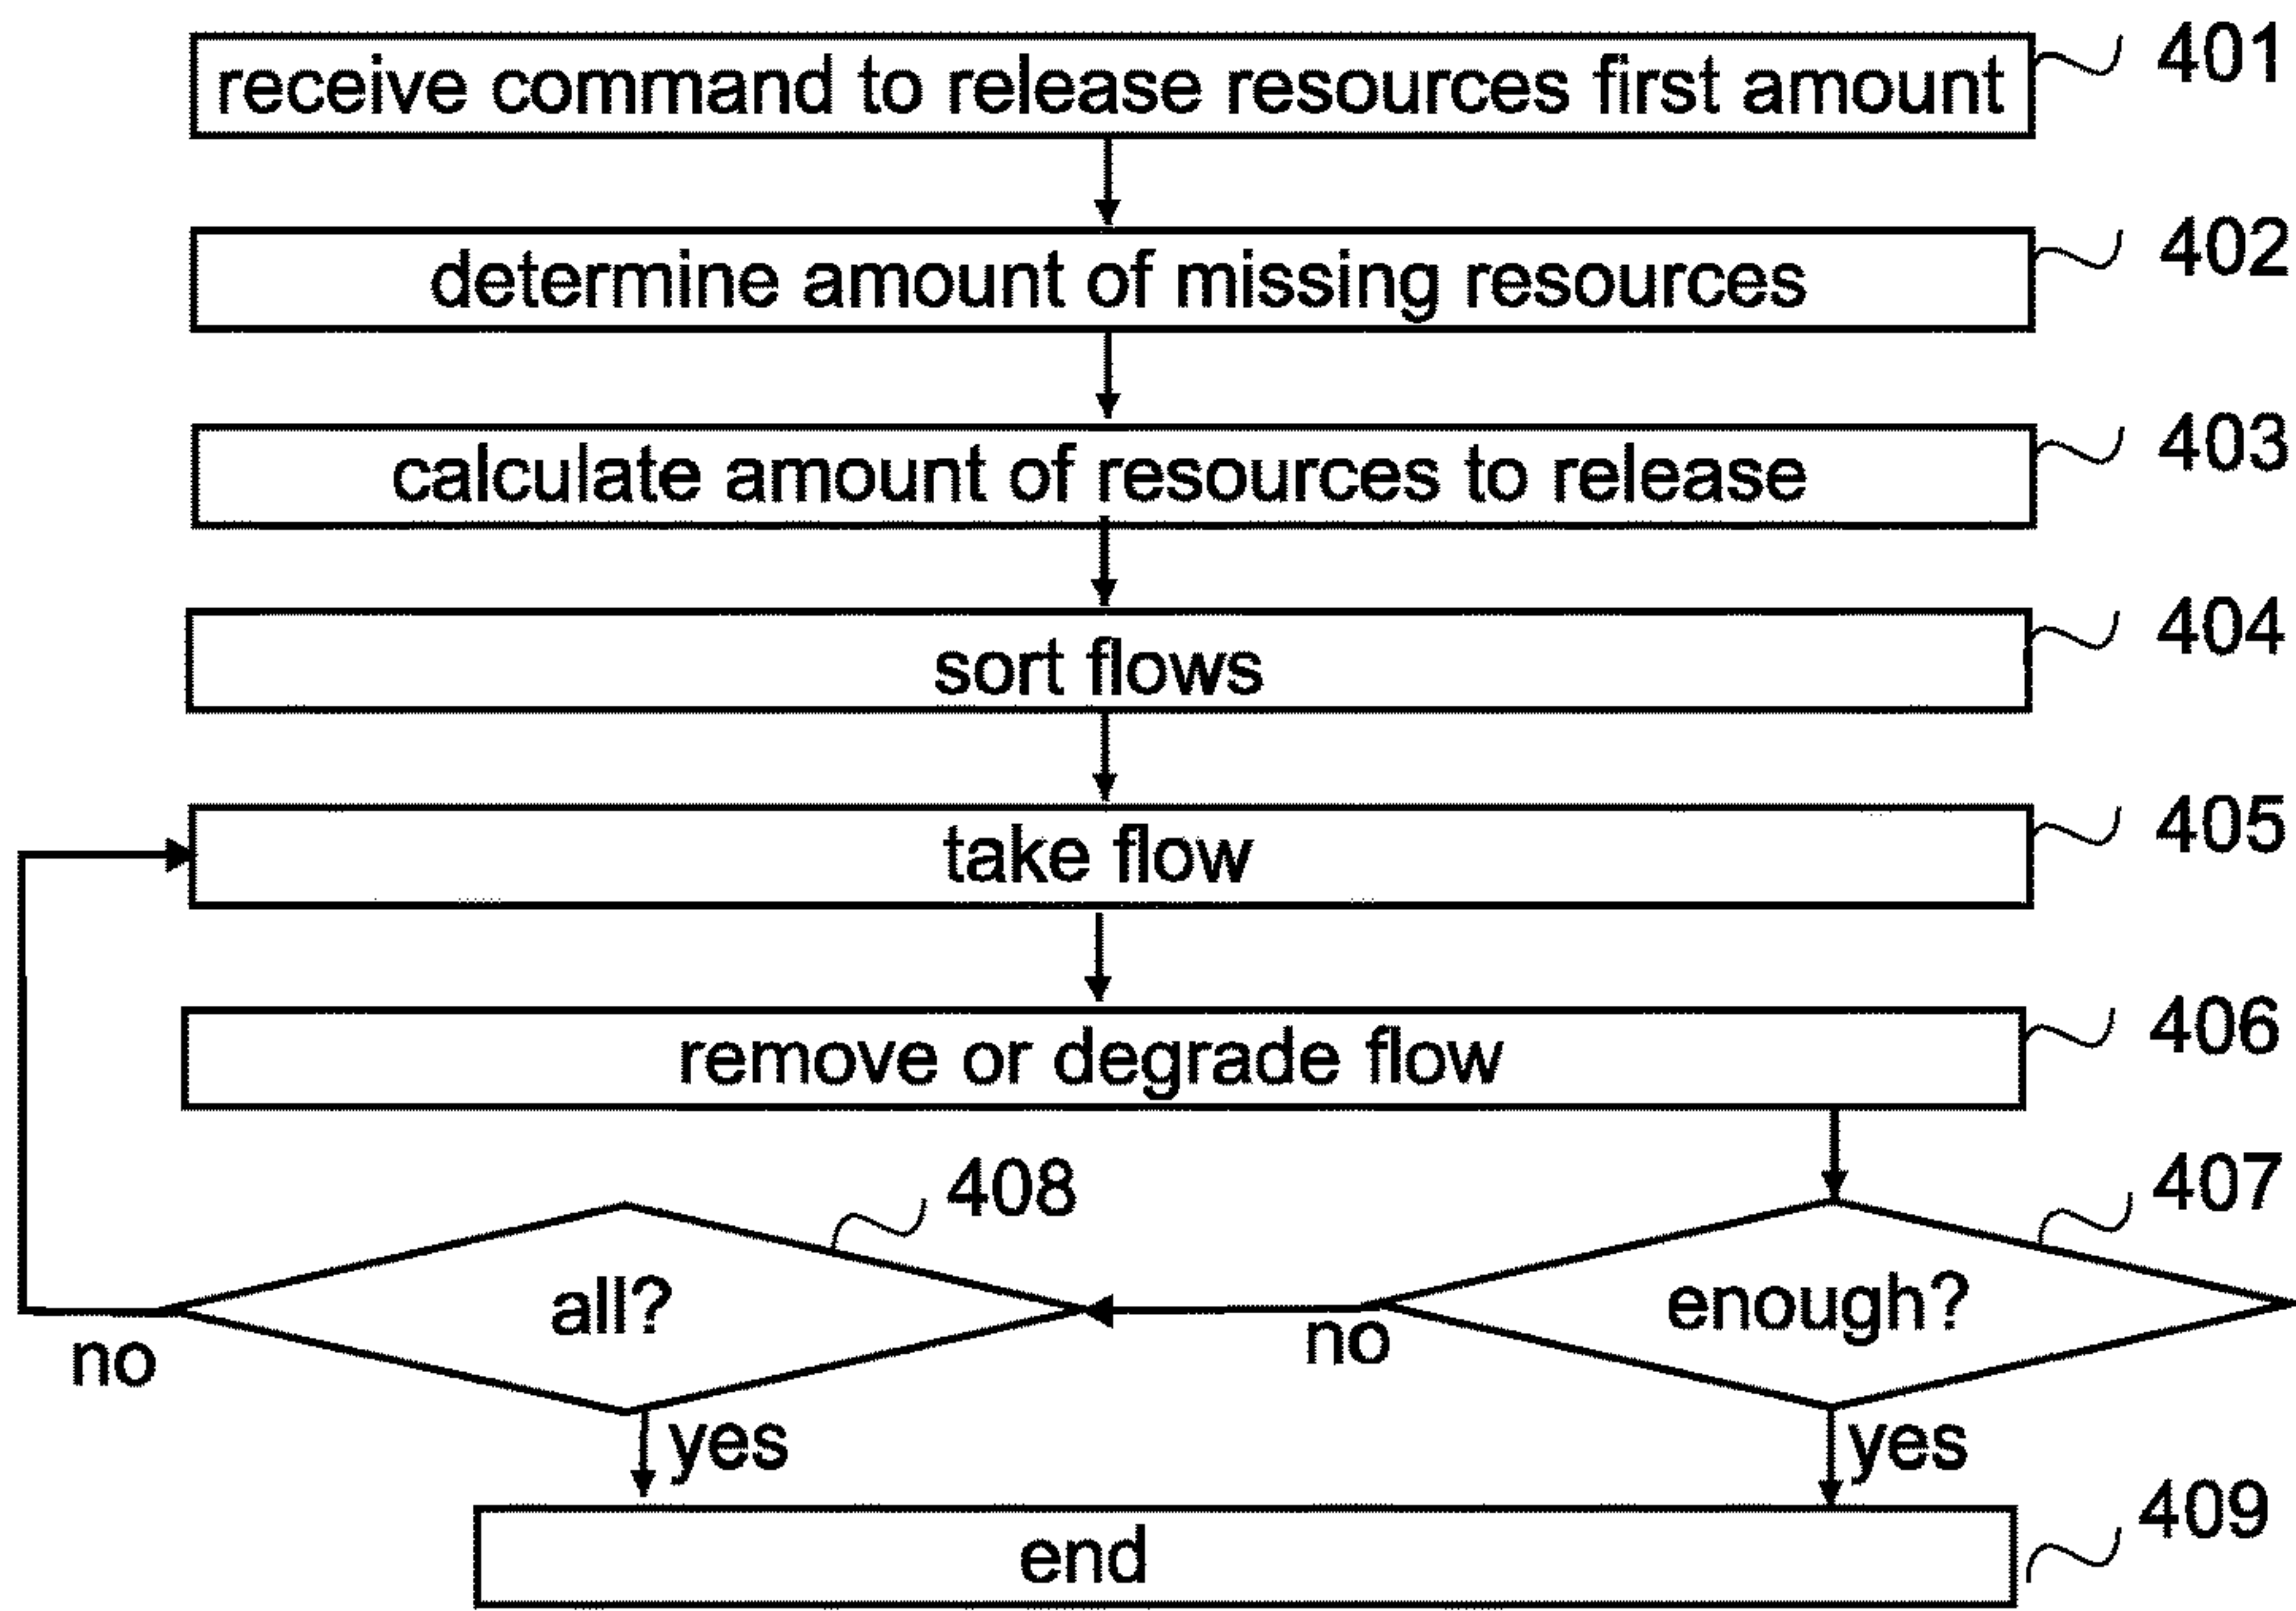 receive command to release resources first amount 401
determine amount of missing resources 402
calculate amount of resources to release 403
sort flows 404
take flow 405
remove or degrade flow 406
408 407
all? enough?
no no
yes yes
end 409